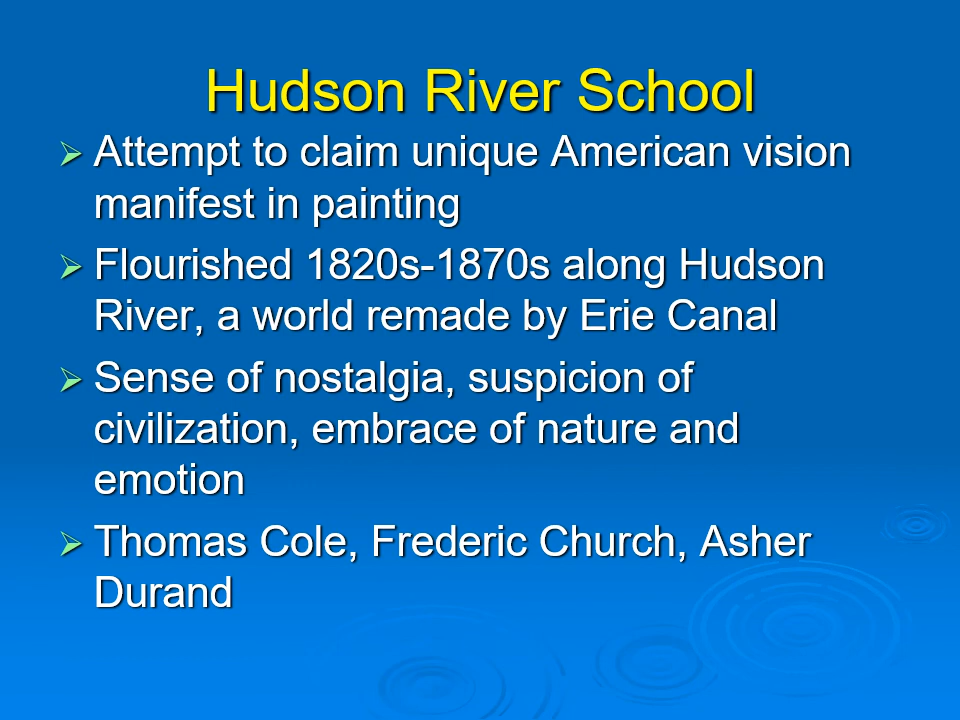 Hudson River School
➢ Attempt to claim unique American vision
manifest in painting
➢ Flourished 1820s-1870s along Hudson
River, a world remade by Erie Canal
➢ Sense of nostalgia, suspicion of
civilization, embrace of nature and
emotion
➢ Thomas Cole, Frederic Church, Asher
Durand